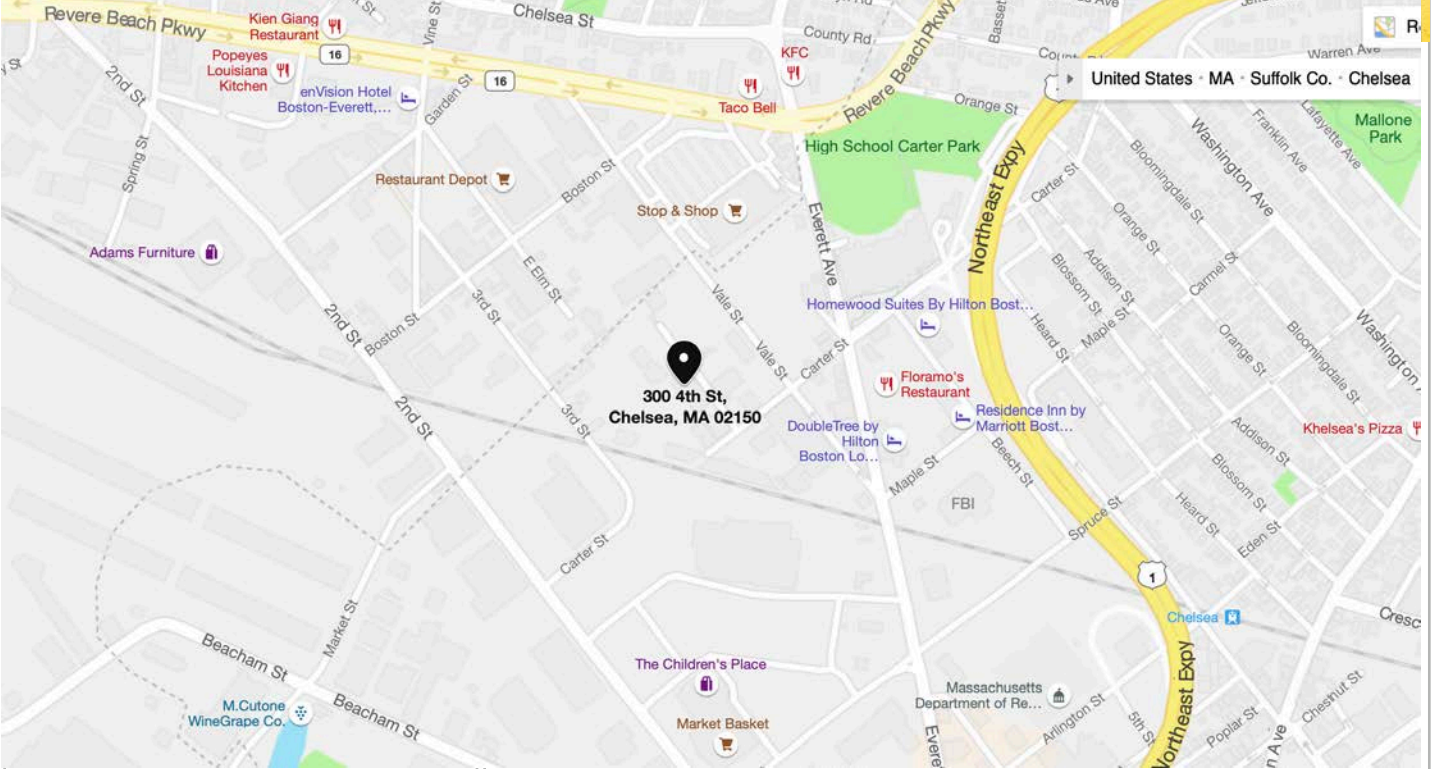 Revere Beach Pkwy
Kien Giang
Restaurant
16
Popeyes
Louisiana
Kitchen
enVision Hotel
Boston-Everett,...
2nd St
Vine St
Garden St
Chelsea St
16
County Rd
KFC
Taco Bell
Revere Beach Pkwy
Orange St
Warren Ave
United States · MA · Suffolk Co. · Chelsea
Mallone
Park
High School Carter Park
Spring St
Restaurant Depot
Boston St
Stop & Shop
Everett Ave
Northeast Expy
Carter St
Bloomingdale St
Washington Ave
Franklin Ave
Lafayette Ave
Adams Furniture
E Elm St
Orange St
Addison St
Blossom St
Carmel St
Homewood Suites By Hilton Bost...
2nd St
Boston St
3rd St
Vale St
Vale St
Carter St
Heard St
Maple St
Orange St
Bloomingdale St
Washington
300 4th St,
Chelsea, MA 02150
Floramo's
Restaurant
Residence Inn by
Marriott Bost...
DoubleTree by
Hilton
Boston Lo...
2nd St
3rd St
Khelsea's Pizza
Addison St
Blossom St
Maple St
Beech St
FBI
Spruce St
Heard St
Eden St
Carter St
1
Chelsea
Market St
Beacham St
Beacham St
The Children's Place
M.Cutone
WineGrape Co.
Market Basket
Massachusetts
Department of Re...
Arlington St
5th St
Northeast Expy
Poplar St
Chestnut St